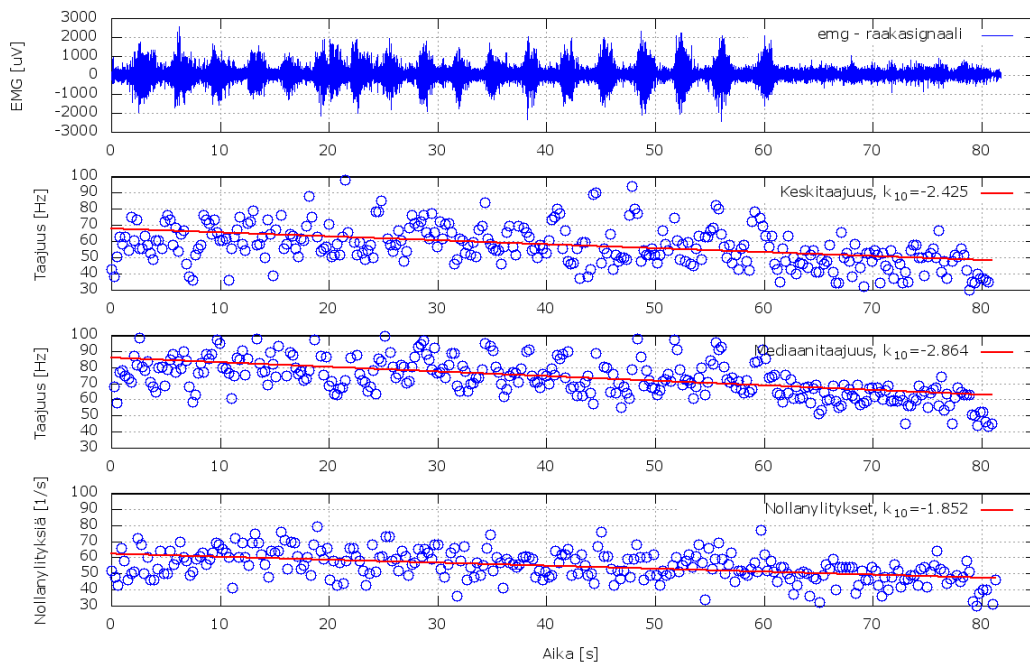 3000
2000
1000
0
-1000
-2000
-3000
EMG [uV]
emg - raakasignaali
0 10 20 30 40 50 60 70 80
100
90
80
70
60
50
40
30
Taajuus [Hz]
Keskitaajuus, k10=-2.425
0 10 20 30 40 50 60 70 80
100
90
80
70
60
50
40
30
Taajuus [Hz]
Mediaanitaajuus, k10=-2.864
0 10 20 30 40 50 60 70 80
100
90
80
70
60
50
40
30
Nollanylityksiä [1/s]
Nollanylitykset, k10=-1.852
0 10 20 30 40 50 60 70 80
Aika [s]